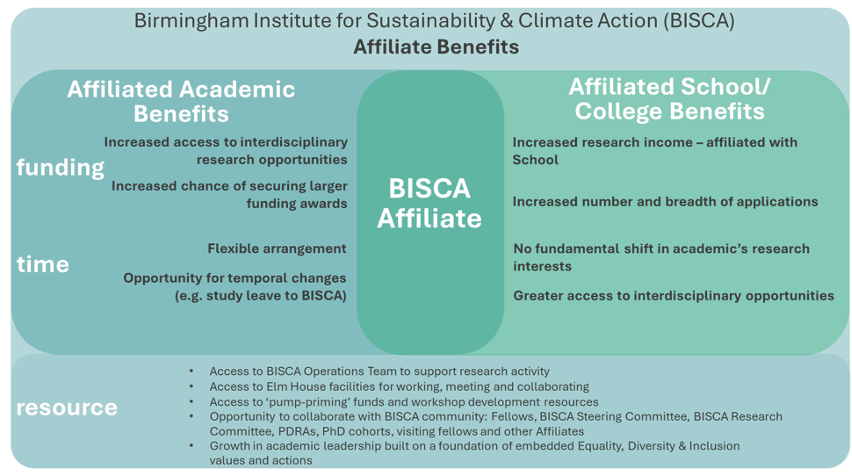 Birmingham Institute for Sustainability & Climate Action (BISCA)
Affiliate Benefits
Affiliated Academic
Benefits
funding
Increased access to interdisciplinary
research opportunities
Increased chance of securing larger
funding awards
time
Flexible arrangement
Opportunity for temporal changes
(e.g. study leave to BISCA)
BISCA
Affiliate
Affiliated School/
College Benefits
Increased research income – affiliated with
School
Increased number and breadth of applications
No fundamental shift in academic’s research
interests
Greater access to interdisciplinary opportunities
resource
• Access to BISCA Operations Team to support research activity
• Access to Elm House facilities for working, meeting and collaborating
• Access to ‘pump-priming’ funds and workshop development resources
• Opportunity to collaborate with BISCA community: Fellows, BISCA Steering Committee, BISCA Research
Committee, PDRAs, PhD cohorts, visiting fellows and other Affiliates
• Growth in academic leadership built on a foundation of embedded Equality, Diversity & Inclusion
values and actions